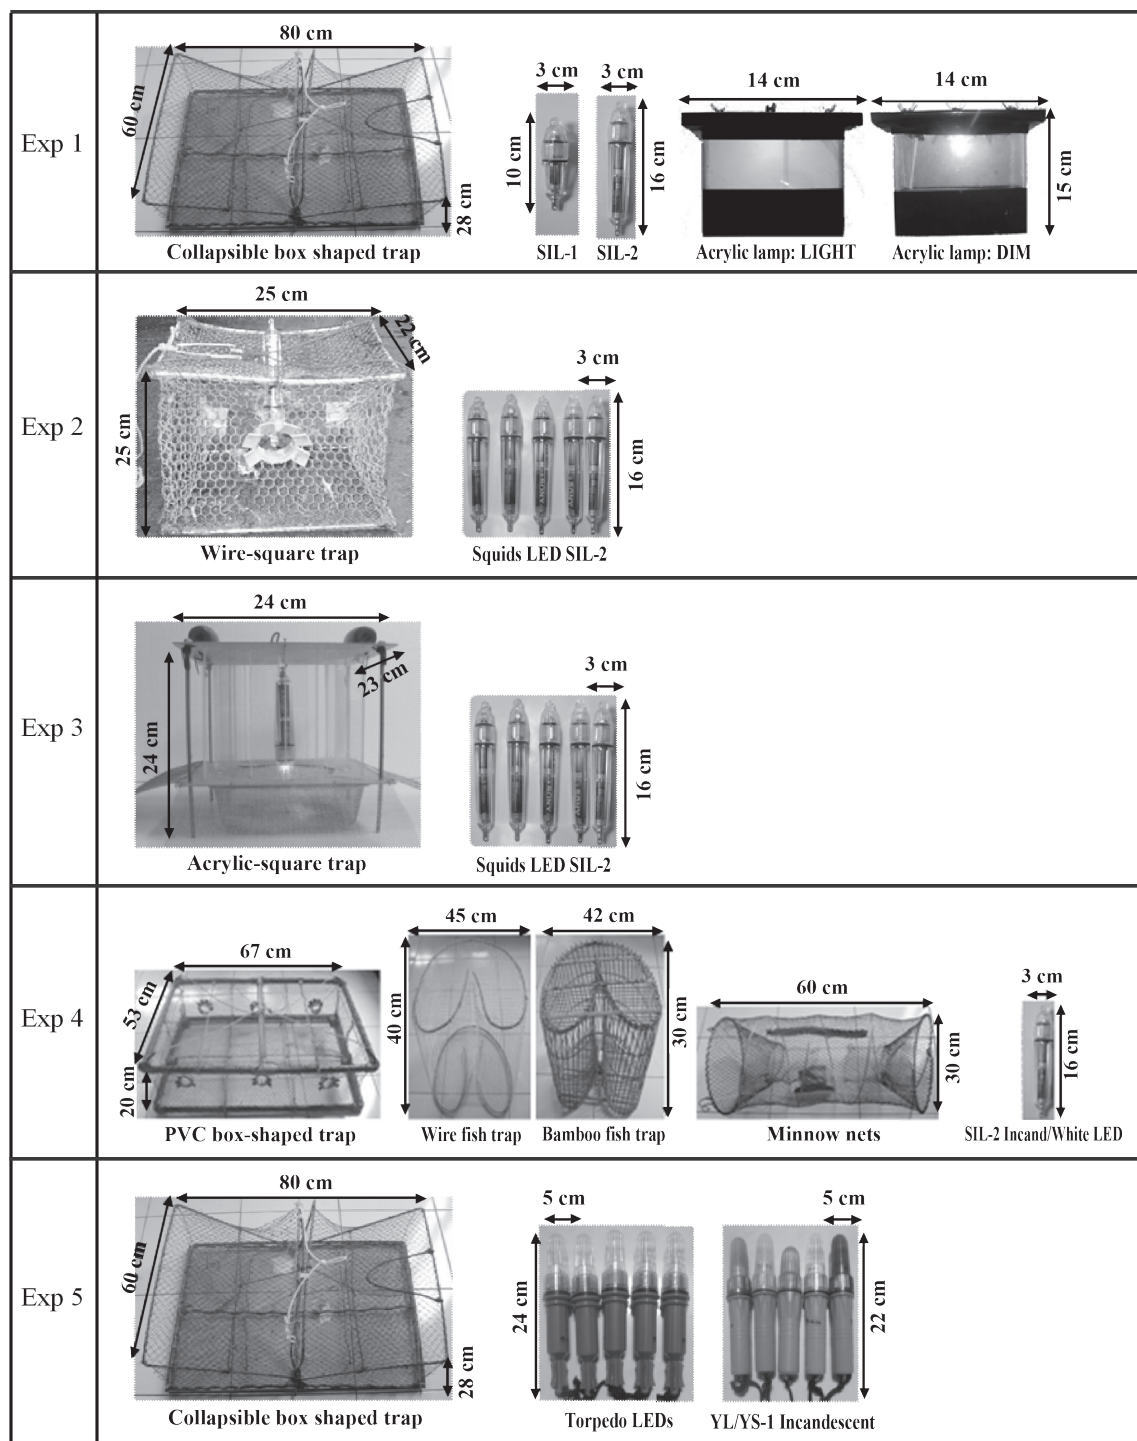 Exp 1
80 cm
60 cm
28 cm
Collapsible box shaped trap
3 cm
10 cm
SIL-1
3 cm
16 cm
SIL-2
14 cm
Acrylic lamp: LIGHT
14 cm
15 cm
Acrylic lamp: DIM
Exp 2
25 cm
22 cm
25 cm
Wire-square trap
3 cm
16 cm
Squids LED SIL-2
Exp 3
24 cm
23 cm
24 cm
Acrylic-square trap
3 cm
16 cm
Squids LED SIL-2
Exp 4
67 cm
53 cm
20 cm
PVC box-shaped trap
45 cm
40 cm
Wire fish trap
42 cm
30 cm
Bamboo fish trap
60 cm
30 cm
Minnow nets
3 cm
16 cm
SIL-2 Incand/White LED
Exp 5
80 cm
60 cm
28 cm
Collapsible box shaped trap
5 cm
24 cm
Torpedo LEDs
5 cm
22 cm
YL/YS-1 Incandescent